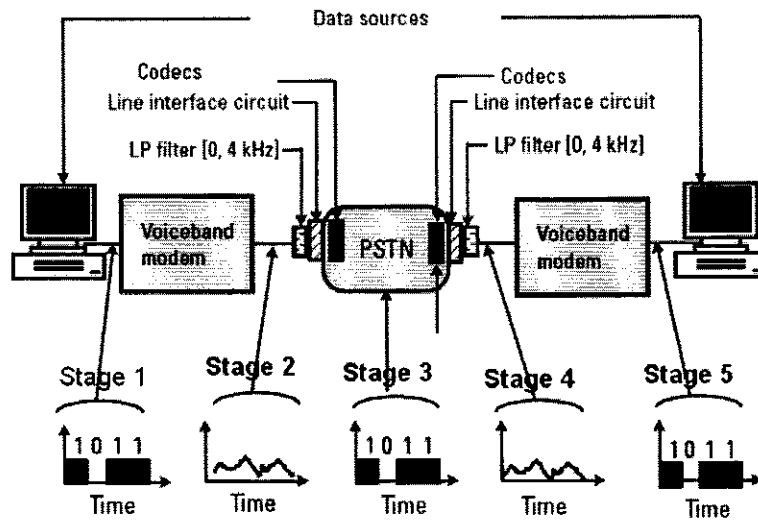 Data sources
Codecs
Codecs
Line interface circuit
Line interface circuit
LP filter [0, 4 kHz]
LP filter [0, 4 kHz]
Voiceband
modem
PSTN
Voiceband
modem
Stage 1
Stage 2
Stage 3
Stage 4
Stage 5
1 0 1 1
1 0 1 1
1 0 1 1
Time
Time
Time
Time
Time